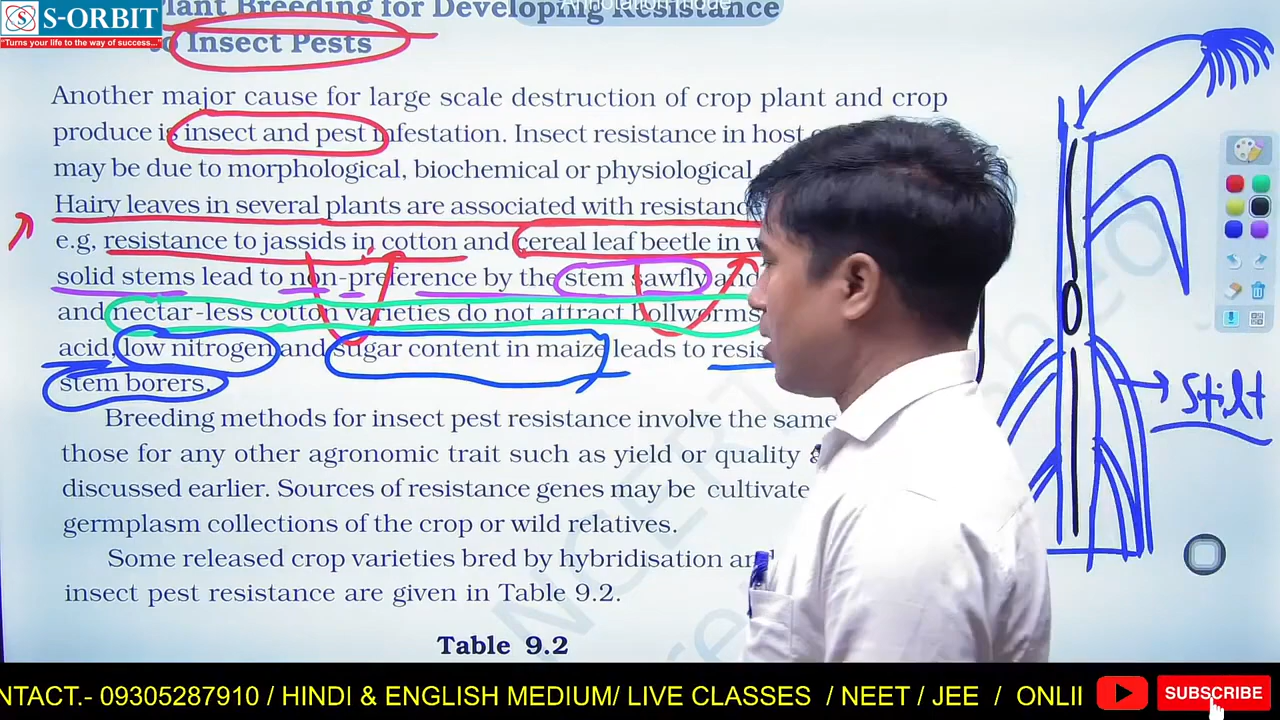 S-ORBIT
"Turns your life to the way of success..."
Plant Breeding for Developing Resistance
to Insect Pests
Annotation mode
Another major cause for large scale destruction of crop plant and crop
produce is insect and pest infestation. Insect resistance in host
may be due to morphological, biochemical or physiological
Hairy leaves in several plants are associated with resistance
e.g, resistance to jassids in cotton and cereal leaf beetle in
solid stems lead to non-preference by the stem sawfly and
and nectar-less cotton varieties do not attract bollworms
acid, low nitrogen and sugar content in maize leads to
stem borers.
Breeding methods for insect pest resistance involve the same
those for any other agronomic trait such as yield or quality
discussed earlier. Sources of resistance genes may be
germplasm collections of the crop or wild relatives.
Some released crop varieties bred by hybridisation
insect pest resistance are given in Table 9.2.
Table 9.2
Stilt
NTACT.- 09305287910 / HINDI & ENGLISH MEDIUM/ LIVE CLASSES / NEET / JEE / ONLII
SUBSCRIBE